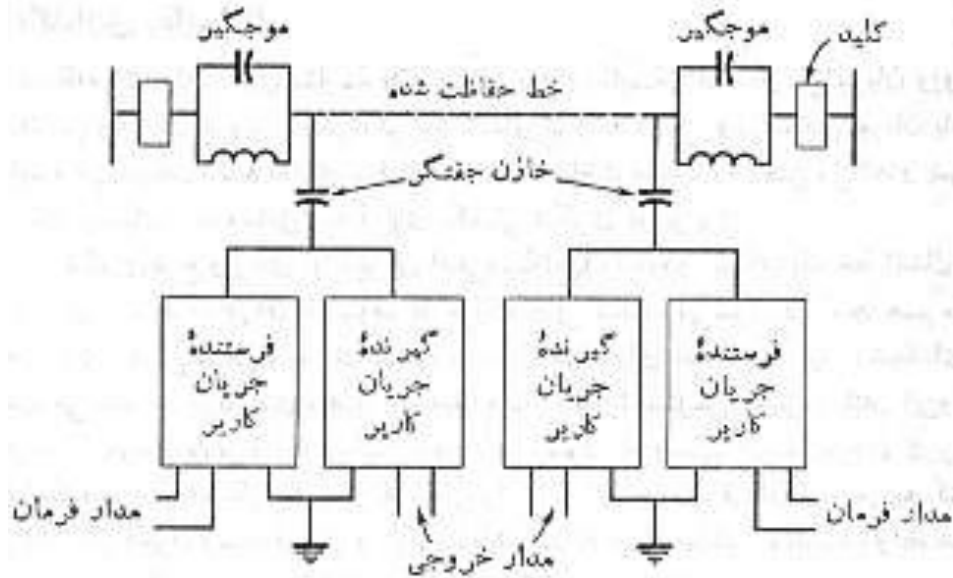 موجگیر
موجگیر
کلید
خط حفاظت شده
خازن جفتگی
فرستندهٔ
جریان
کاریر
گیرندهٔ
جریان
کاریر
گیرندهٔ
جریان
کاریر
فرستندهٔ
جریان
کاریر
مدار فرمان
مدار خروجی
مدار فرمان